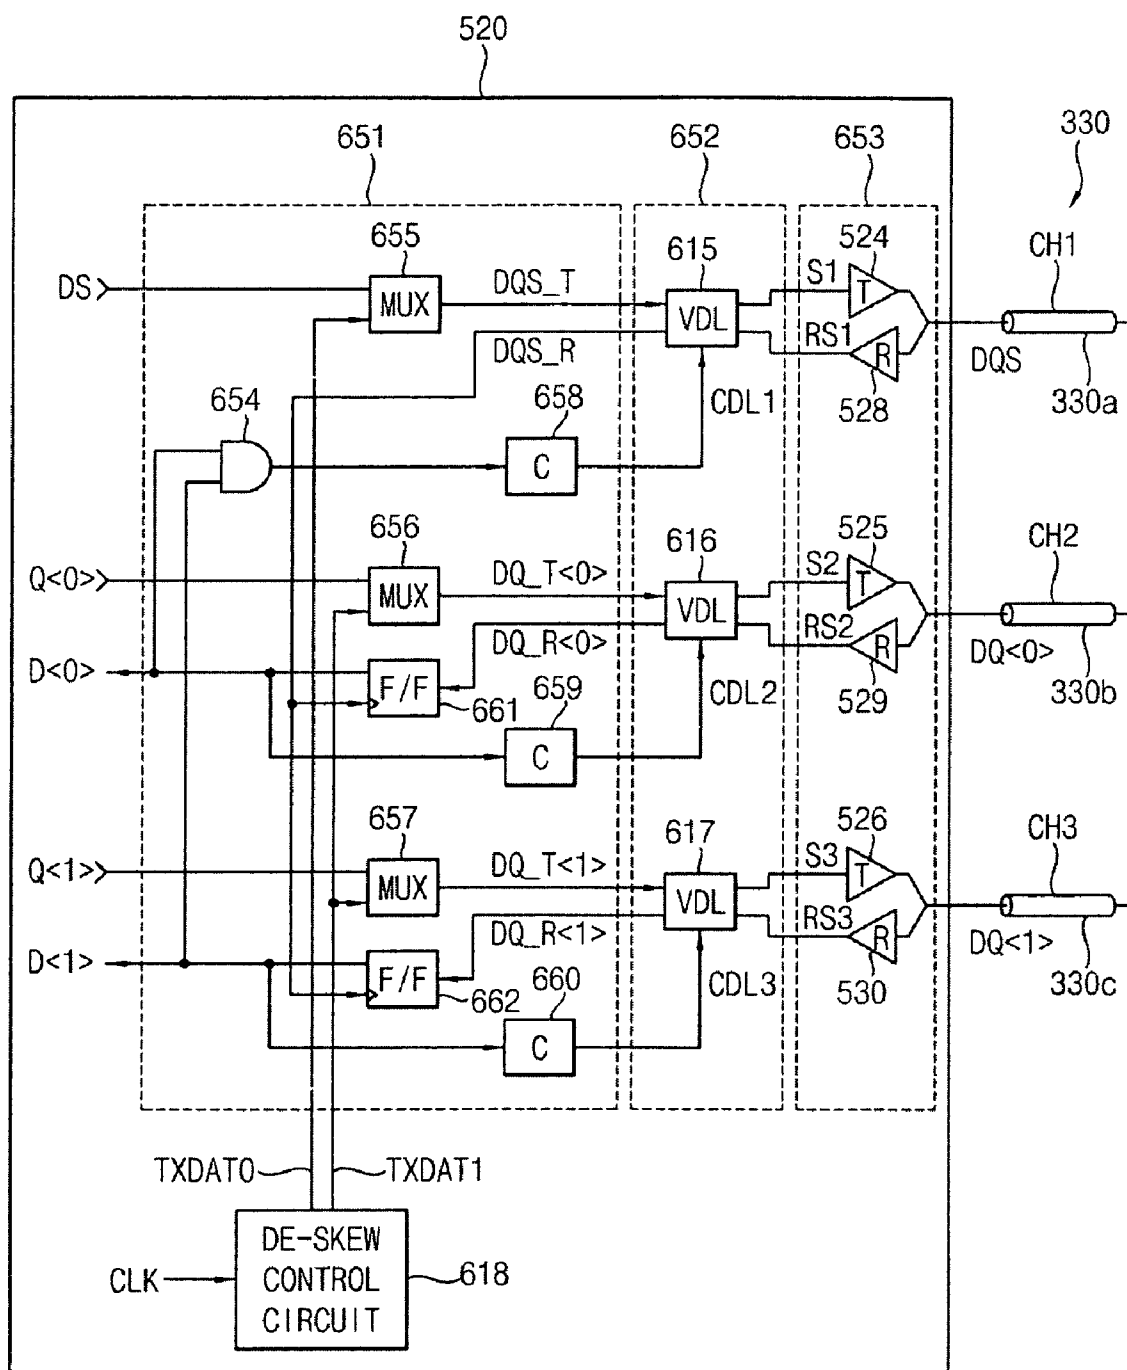 520
651
652
653
330
655
615
524
CH1
DS
MUX
DQS_T
VDL
S1
T
RS1
R
DQS_R
DQS
654
658
CDL1
528
330a
C
656
616
525
CH2
Q<0>
MUX
DQ_T<0>
VDL
S2
T
DQ_R<0>
RS2
R
DQ<0>
D<0>
F/F
661
659
CDL2
529
330b
C
657
617
526
CH3
Q<1>
MUX
DQ_T<1>
VDL
S3
T
DQ_R<1>
RS3
R
DQ<1>
D<1>
F/F
662
660
CDL3
530
330c
C
TXDAT0
TXDAT1
DE-SKEW
CONTROL
CIRCUIT
CLK
618